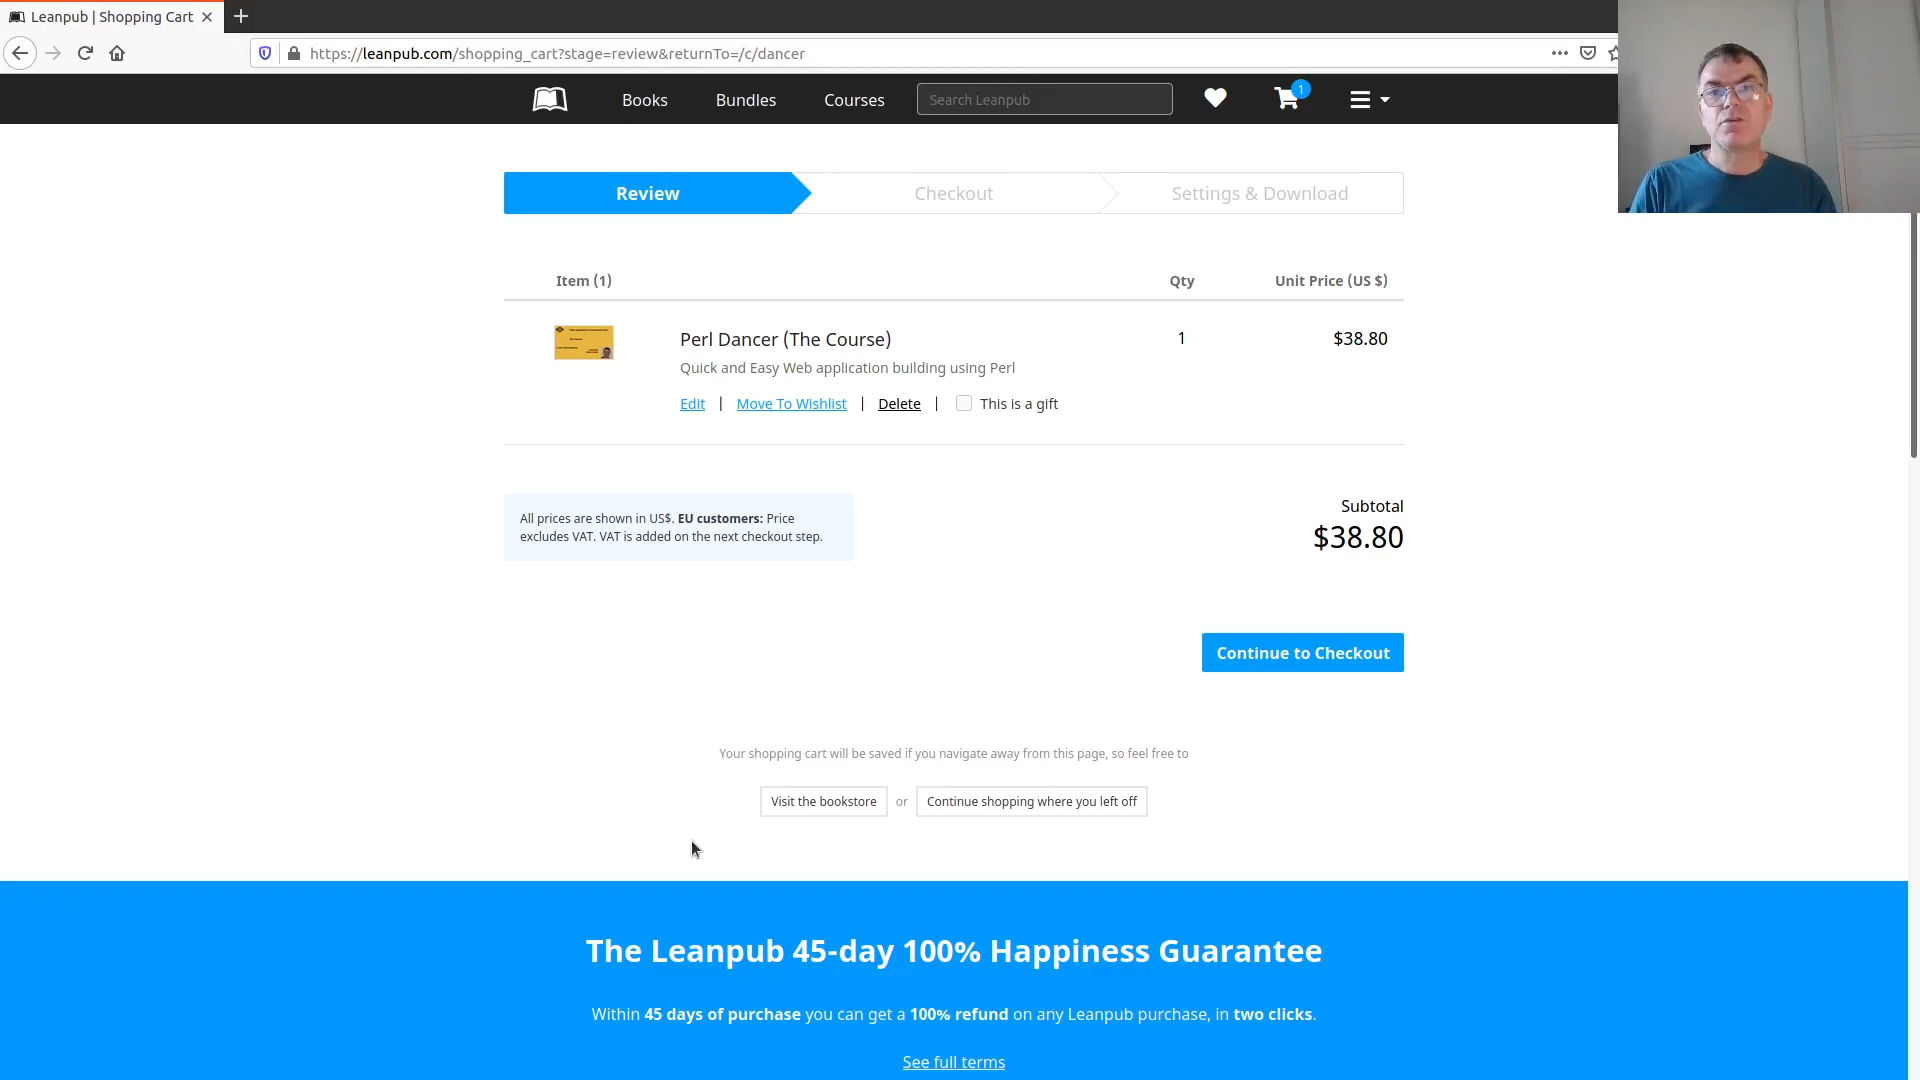 Leanpub | Shopping Cart
https://leanpub.com/shopping_cart?stage=review&returnTo=/c/dancer
Books
Bundles
Courses
Search Leanpub
1
Review
Checkout
Settings & Download
Item (1)
Qty
Unit Price (US $)
Perl Dancer (The Course)
1
$38.80
Quick and Easy Web application building using Perl
Edit | Move To Wishlist | Delete | This is a gift
All prices are shown in US$. EU customers: Price
excludes VAT. VAT is added on the next checkout step.
Subtotal
$38.80
Continue to Checkout
Your shopping cart will be saved if you navigate away from this page, so feel free to
Visit the bookstore or Continue shopping where you left off
The Leanpub 45-day 100% Happiness Guarantee
Within 45 days of purchase you can get a 100% refund on any Leanpub purchase, in two clicks.
See full terms